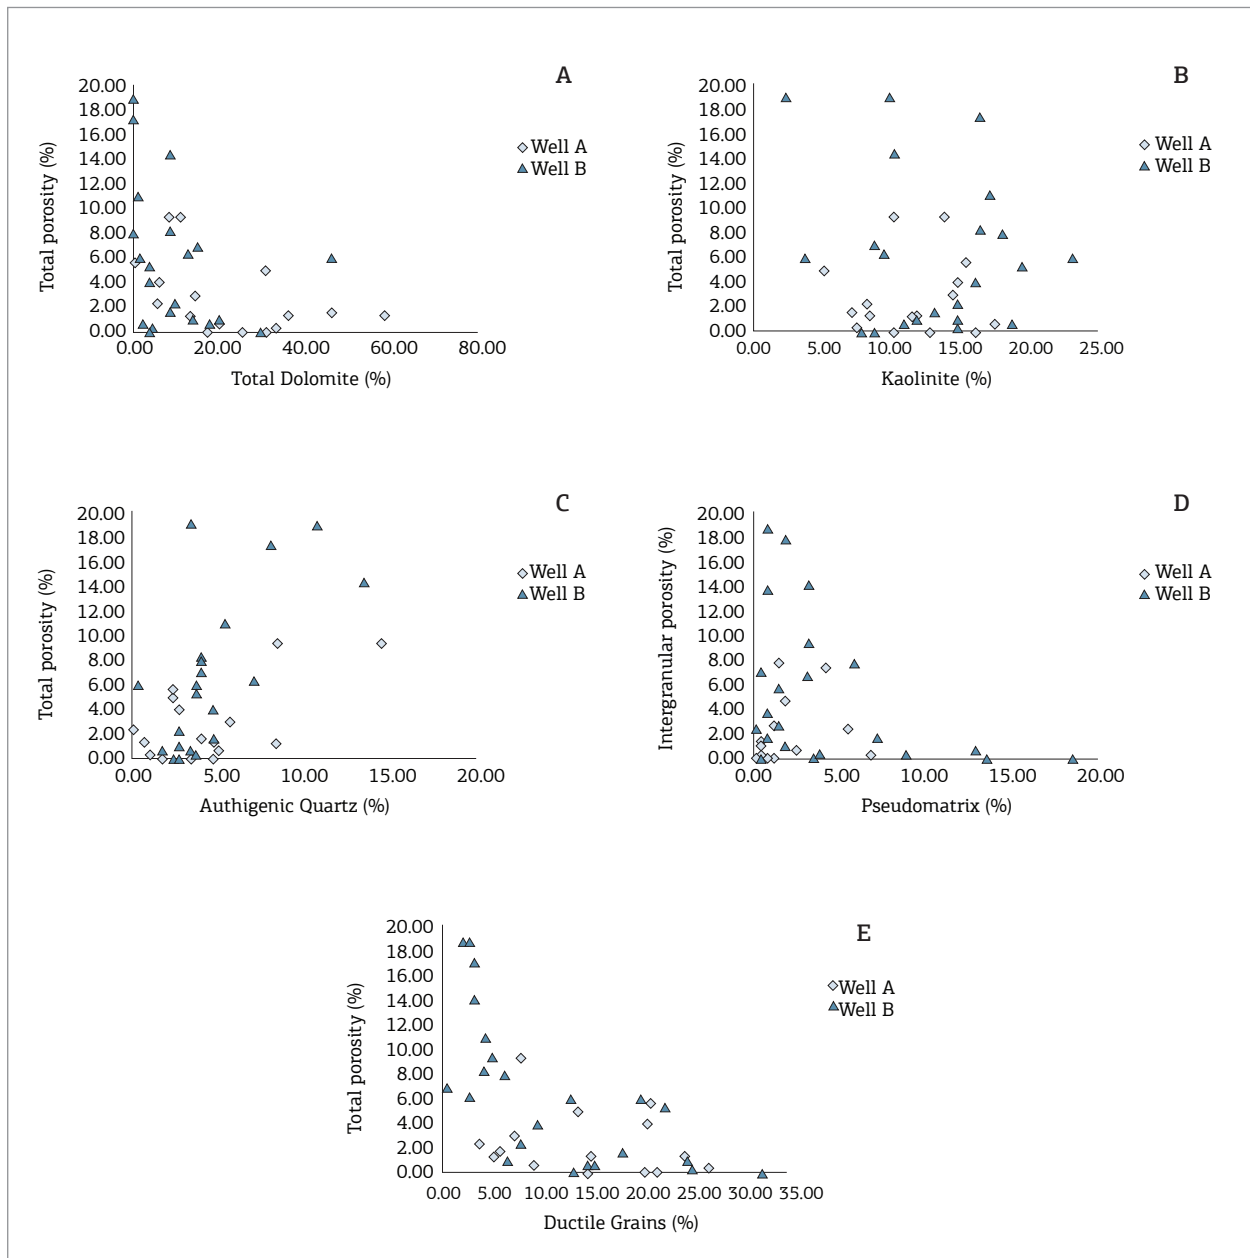 A
20.00
18.00
16.00
14.00
12.00
10.00
8.00
6.00
4.00
2.00
0.00
Total porosity (%)
0.00 20.00 40.00 60.00 80.00
Total Dolomite (%)
Well A
Well B
B
20.00
18.00
16.00
14.00
12.00
10.00
8.00
6.00
4.00
2.00
0.00
Total porosity (%)
0.00 5.00 10.00 15.00 20.00 25.00
Kaolinite (%)
Well A
Well B
C
20.00
18.00
16.00
14.00
12.00
10.00
8.00
6.00
4.00
2.00
0.00
Total porosity (%)
0.00 5.00 10.00 15.00 20.00
Authigenic Quartz (%)
Well A
Well B
D
20.00
18.00
16.00
14.00
12.00
10.00
8.00
6.00
4.00
2.00
0.00
Intergranular porosity (%)
0.00 5.00 10.00 15.00 20.00
Pseudomatrix (%)
Well A
Well B
E
20.00
18.00
16.00
14.00
12.00
10.00
8.00
6.00
4.00
2.00
0.00
Total porosity (%)
0.00 5.00 10.00 15.00 20.00 25.00 30.00 35.00
Ductile Grains (%)
Well A
Well B